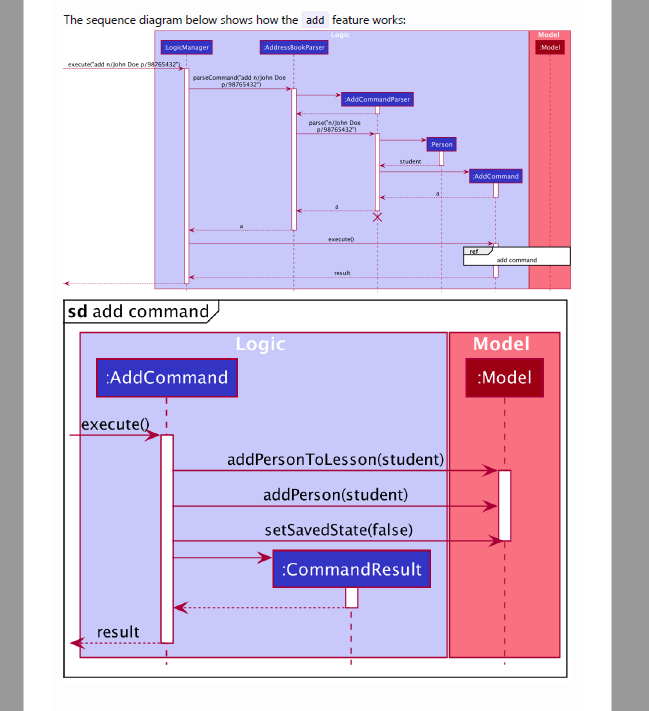 The sequence diagram below shows how the add feature works:
Logic
Model
:LogicManager
:AddressBookParser
:Model
execute("add n/John Doe p/98765432")
parseCommand("add n/John Doe
p/98765432")
:AddCommandParser
parse("n/John Doe
p/98765432")
:Person
student
:AddCommand
a
a
a
execute()
ref
add command
result
sd add command
Logic
Model
:AddCommand
:Model
execute()
addPersonToLesson(student)
addPerson(student)
setSavedState(false)
:CommandResult
result